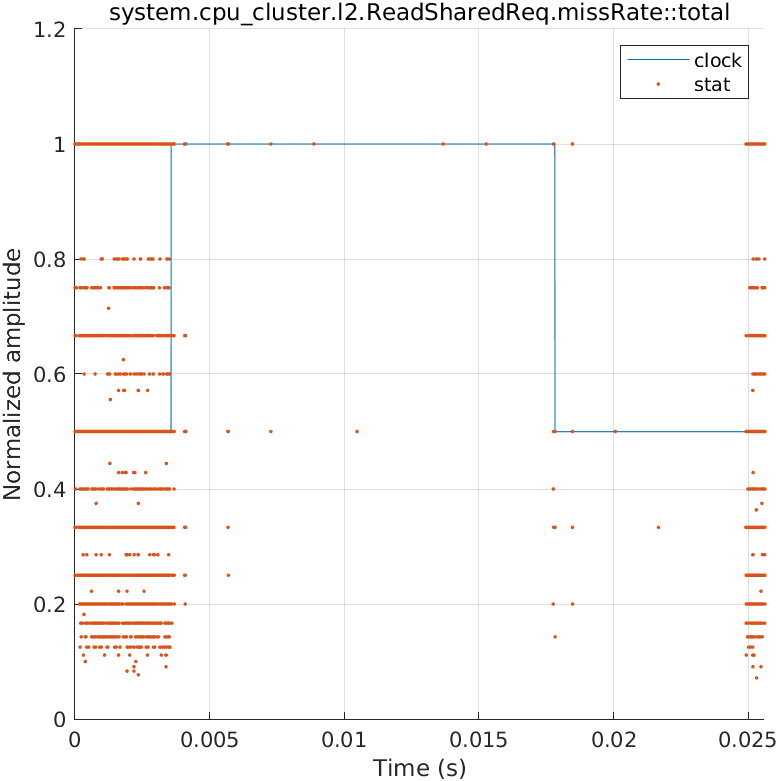 system.cpu_cluster.l2.ReadSharedReq.missRate::total
1.2
clock
stat
1
0.8
0.6
0.4
0.2
0
Normalized amplitude
0 0.005 0.01 0.015 0.02 0.025
Time (s)